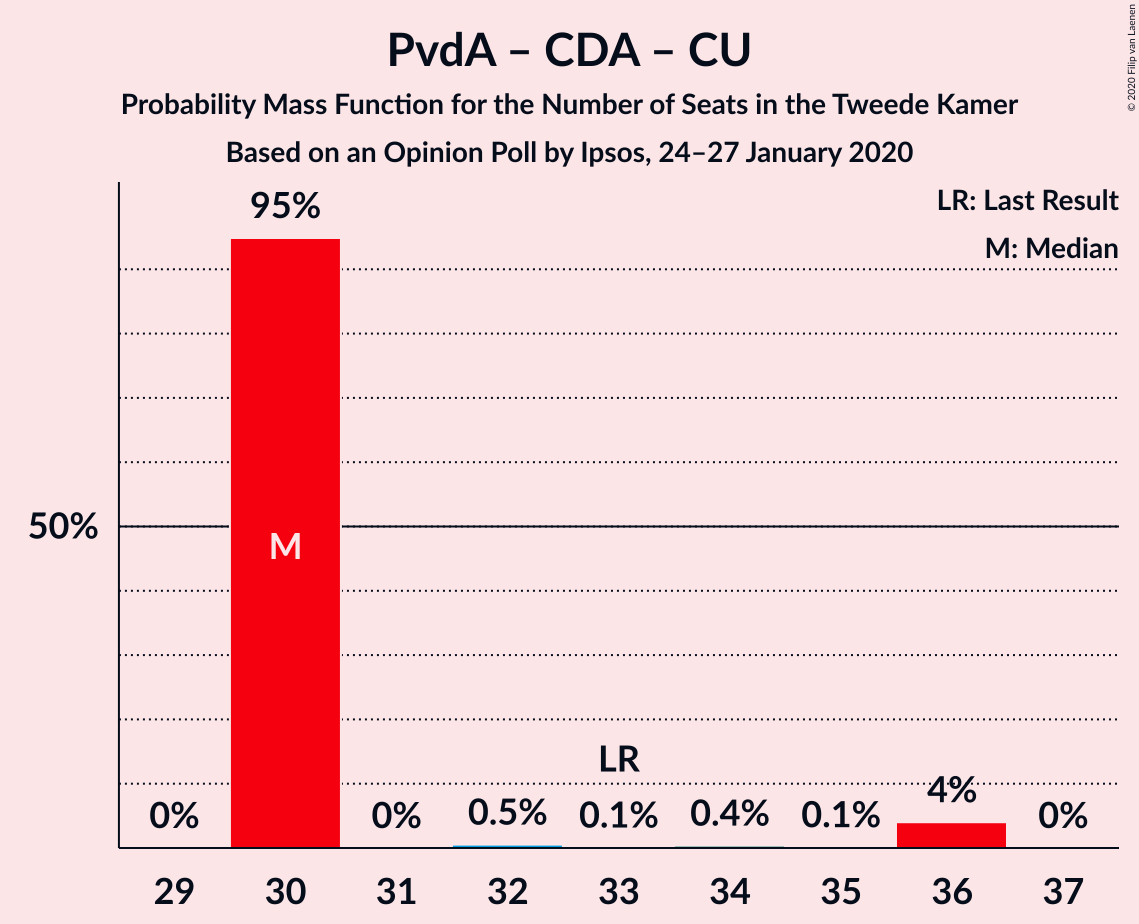 PvdA – CDA – CU
Probability Mass Function for the Number of Seats in the Tweede Kamer
Based on an Opinion Poll by Ipsos, 24–27 January 2020
© 2020 Filip van Laenen
LR: Last Result
M: Median
95%
50%
M
LR
0%
0%
0.5%
0.1%
0.4%
0.1%
4%
0%
29 30 31 32 33 34 35 36 37